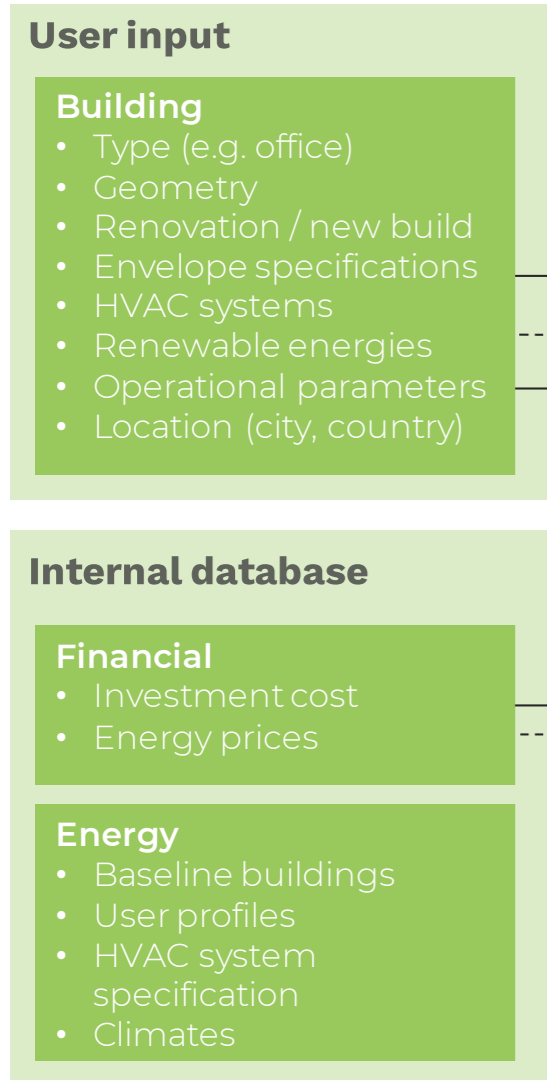 User input
Building
• Type (e.g. office)
• Geometry
• Renovation / new build
• Envelope specifications
• HVAC systems
• Renewable energies
• Operational parameters
• Location (city, country)
Internal database
Financial
• Investment cost
• Energy prices
Energy
• Baseline buildings
• User profiles
• HVAC system
specification
• Climates